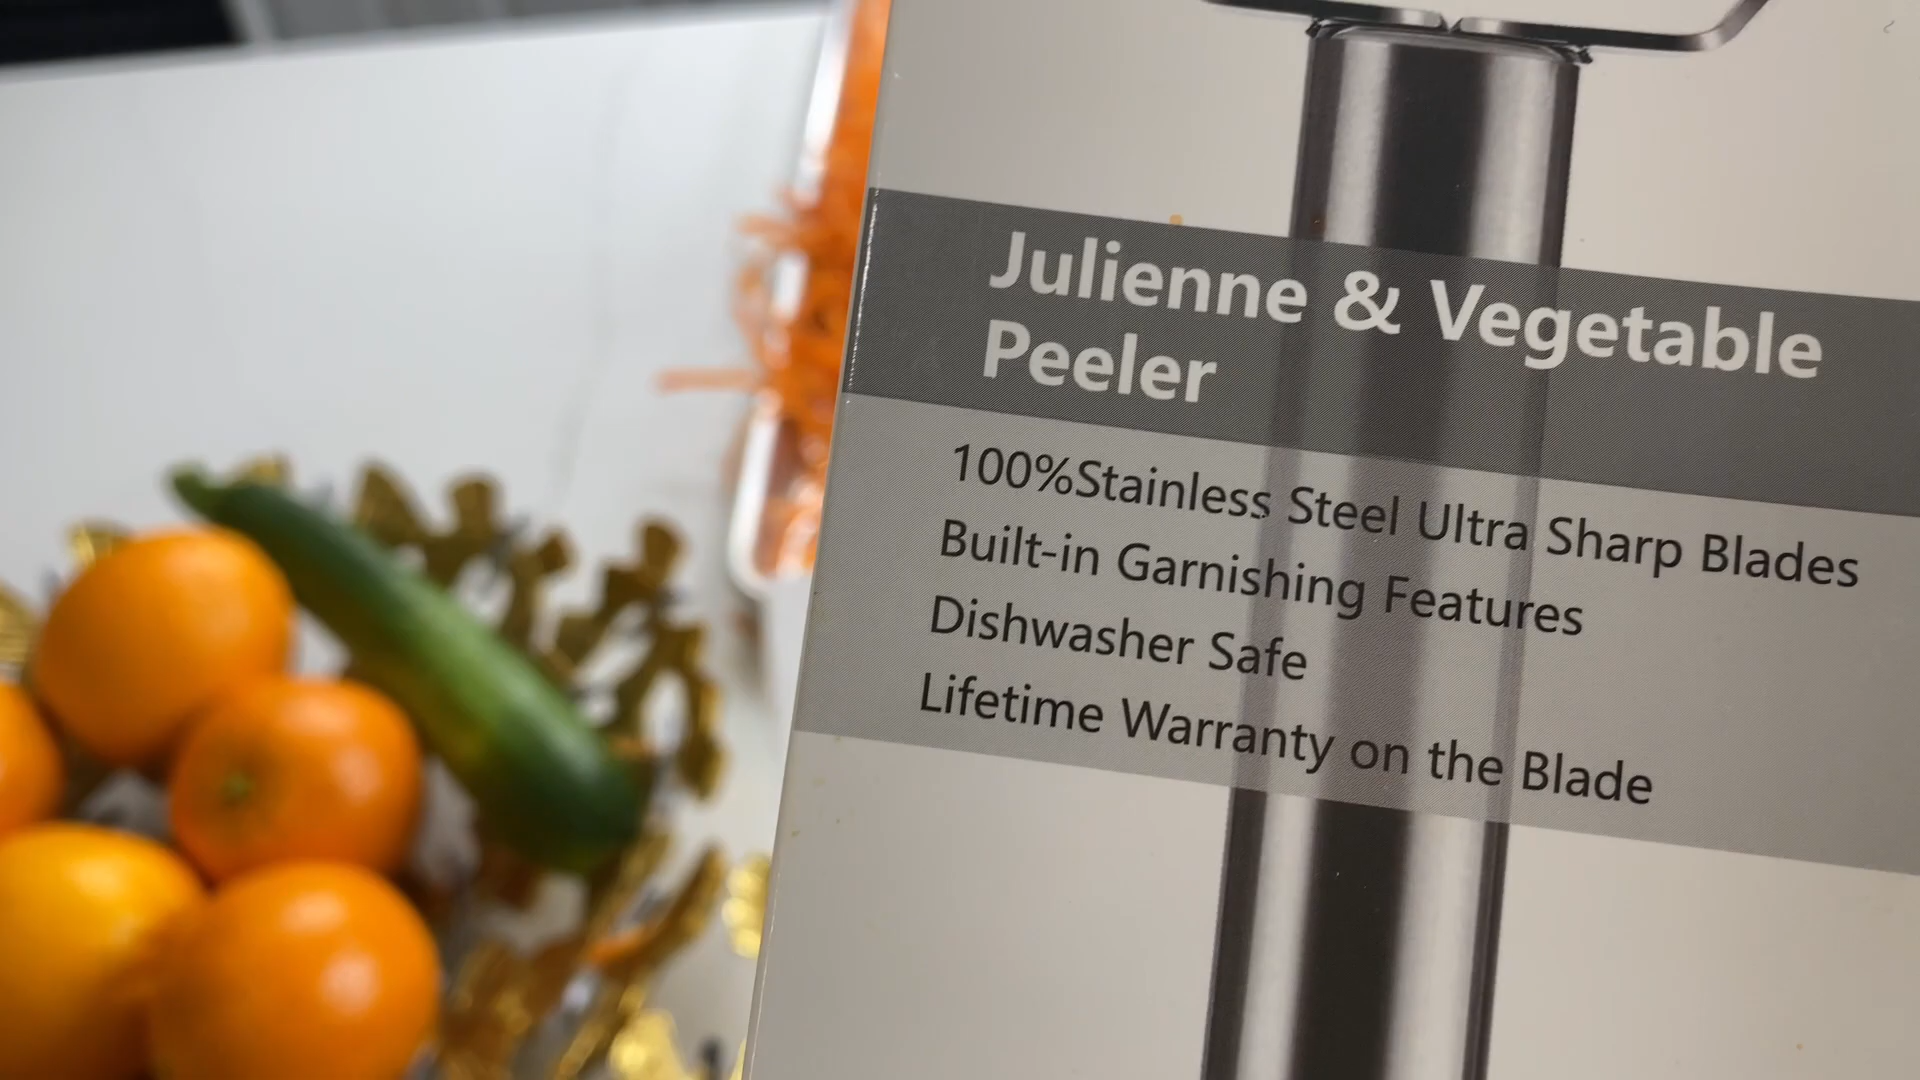 Julienne & Vegetable
Peeler
100%Stainless Steel Ultra Sharp Blades
Built-in Garnishing Features
Dishwasher Safe
Lifetime Warranty on the Blade